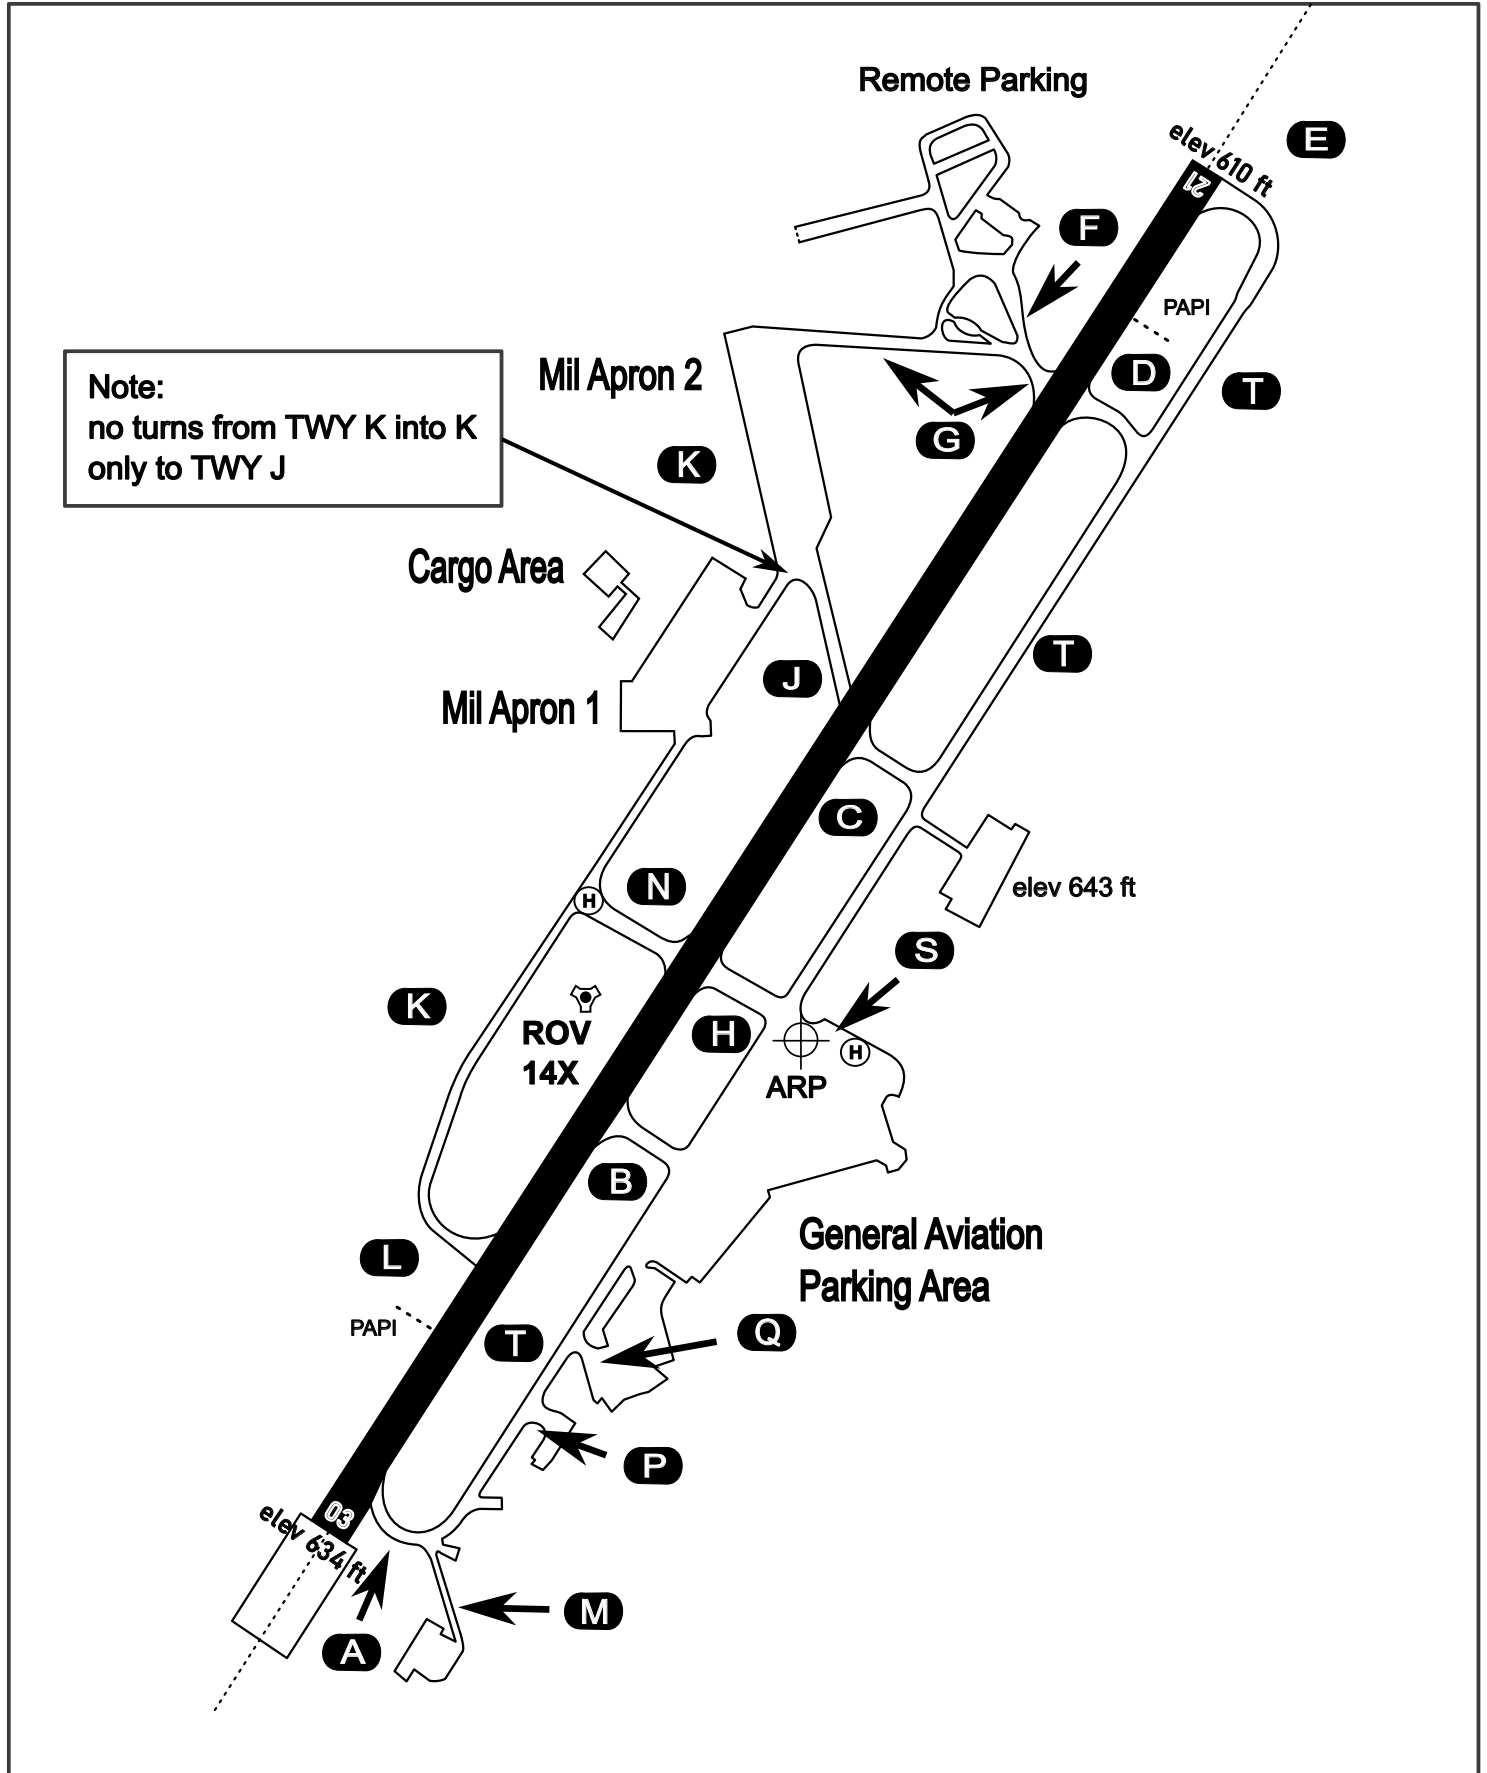 Remote Parking
E
elev 610 ft
21
F
PAPI
D
T
Mil Apron 2
Note:
no turns from TWY K into K
only to TWY J
G
K
Cargo Area
T
J
Mil Apron 1
C
N
H
elev 643 ft
S
K
ROV
14X
H
H
ARP
B
General Aviation
Parking Area
L
PAPI
T
Q
P
03
elev 634 ft
M
A